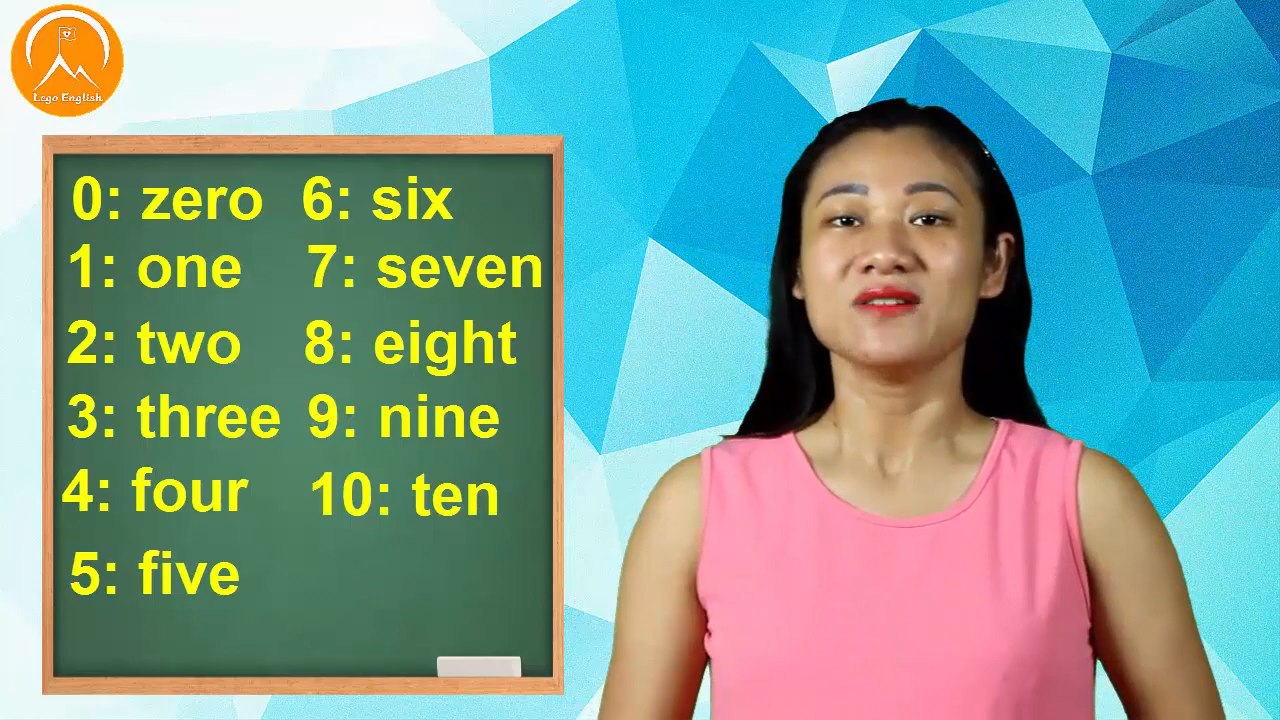 Lego English
0: zero
1: one
2: two
3: three
4: four
5: five
6: six
7: seven
8: eight
9: nine
10: ten